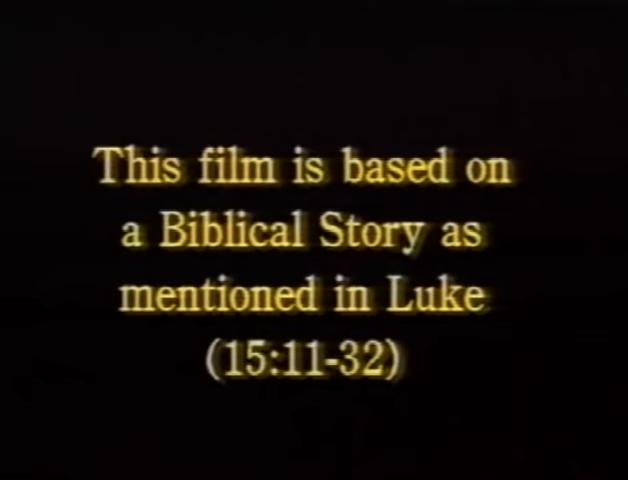 This film is based on
a Biblical Story as
mentioned in Luke
(15:11-32)